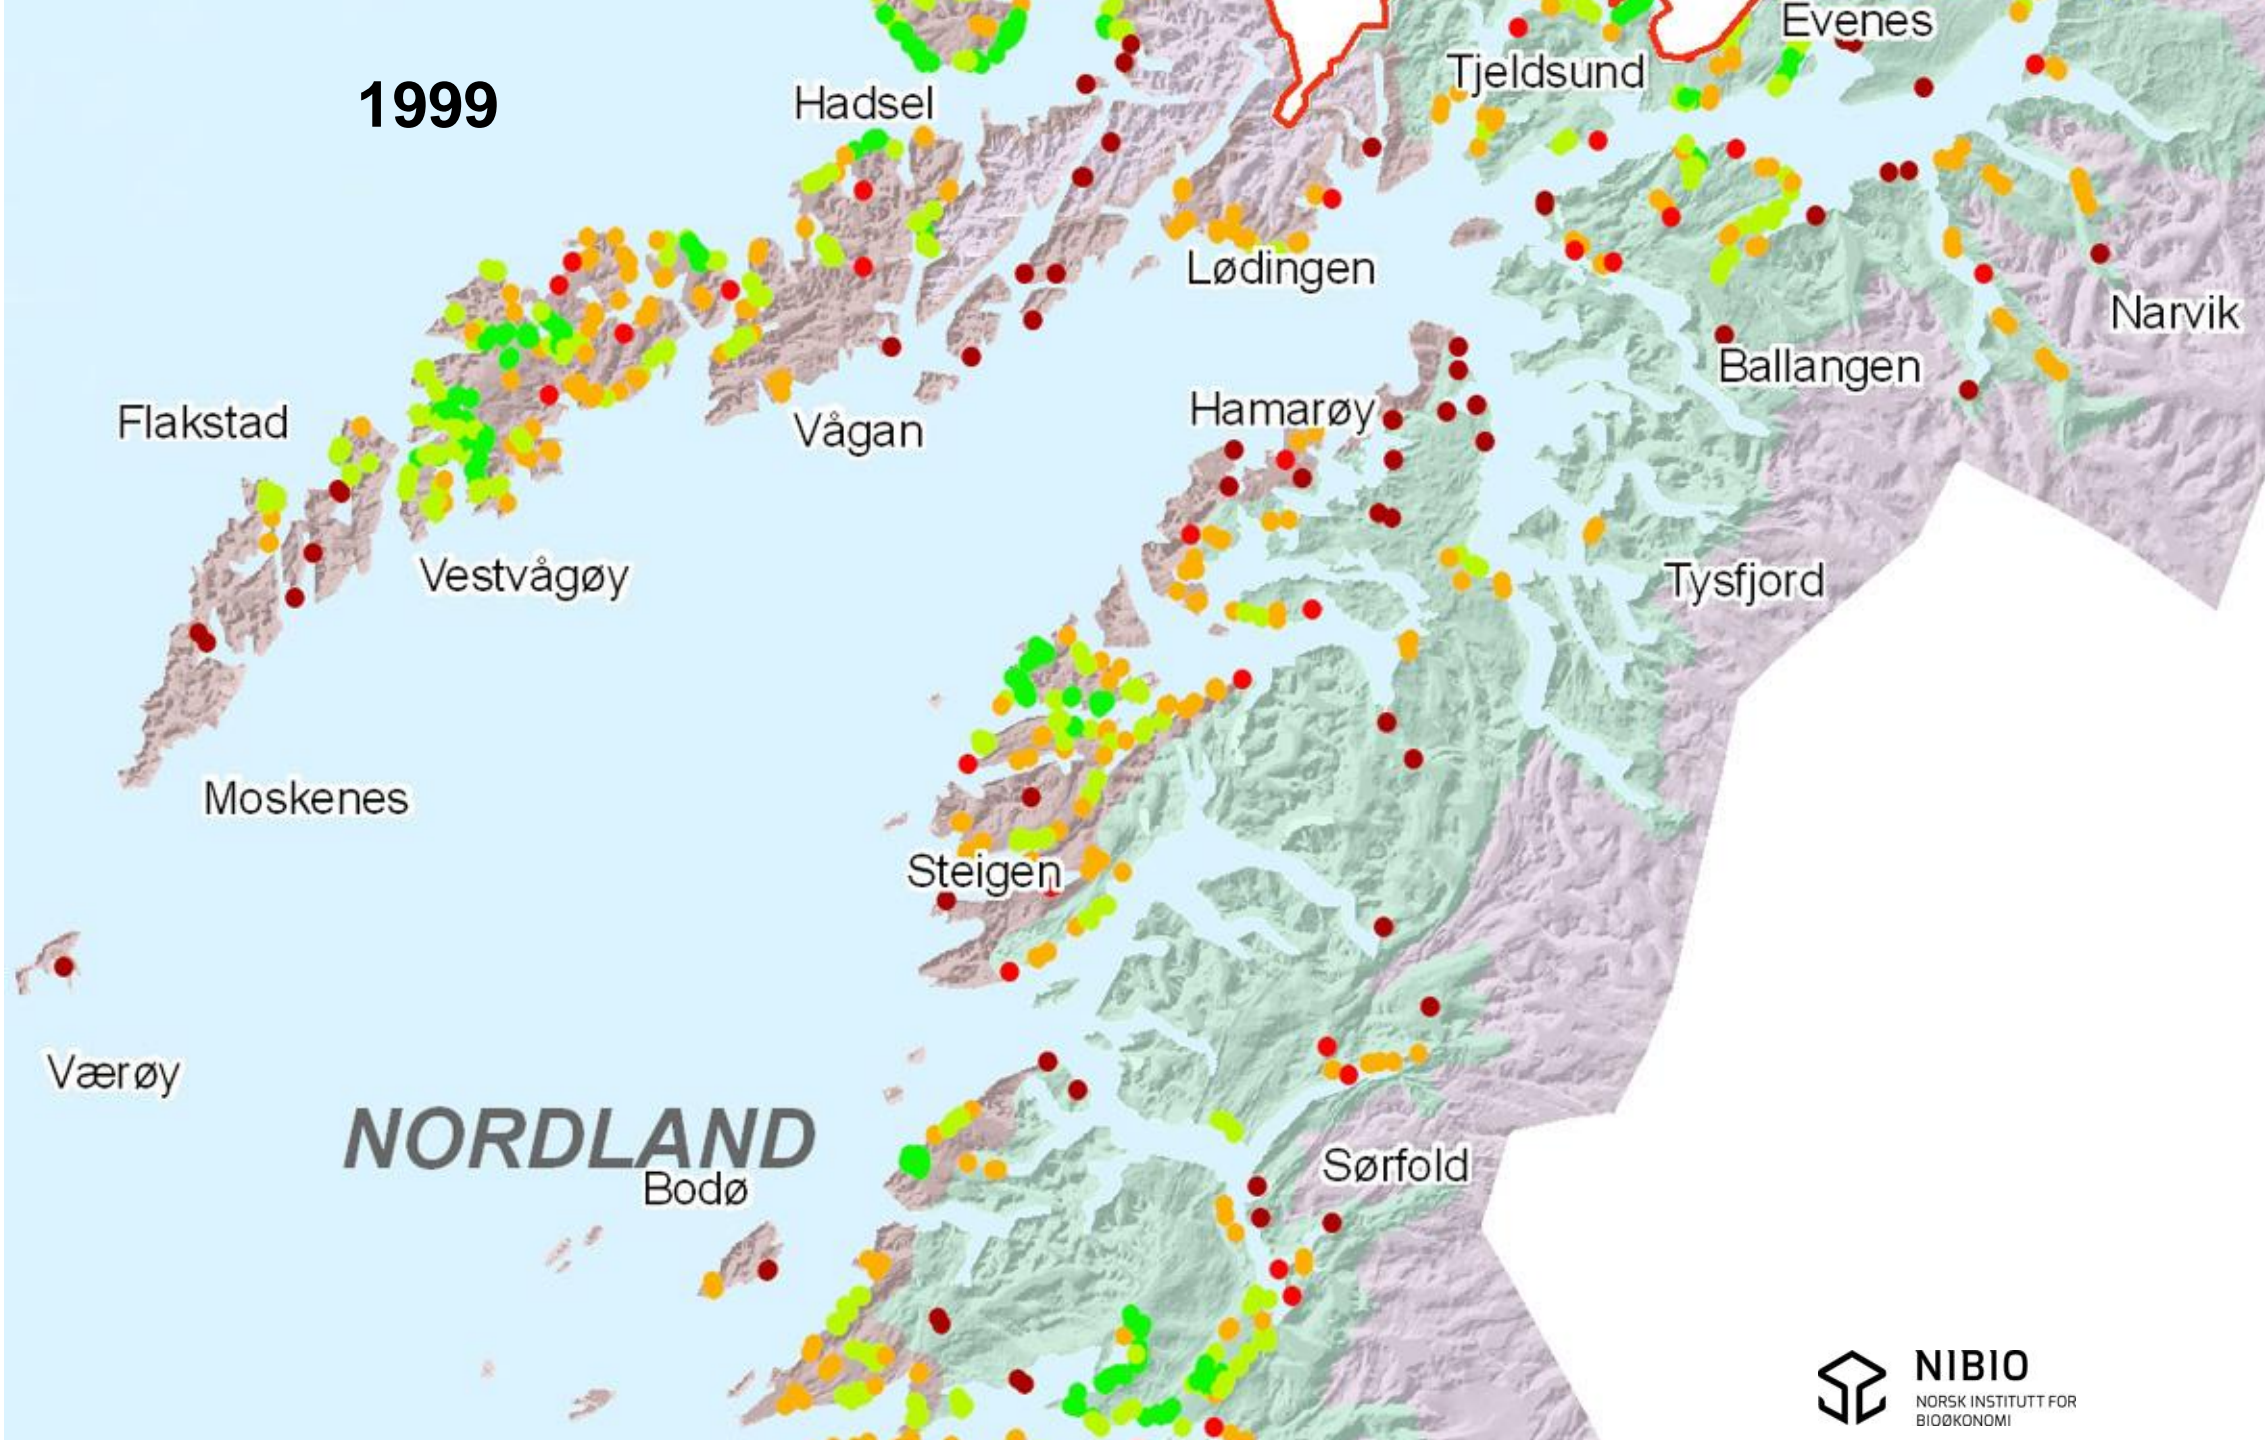 Evenes
Tjeldsund
1999
Hadsel
Lødingen
Narvik
Ballangen
Hamarøy
Flakstad
Vågan
Vestvågøy
Tysfjord
Moskenes
Steigen
Værøy
NORDLAND
Sørfold
Bodø
NIBIO
NORSK INSTITUTT FOR
BIOØKONOMI